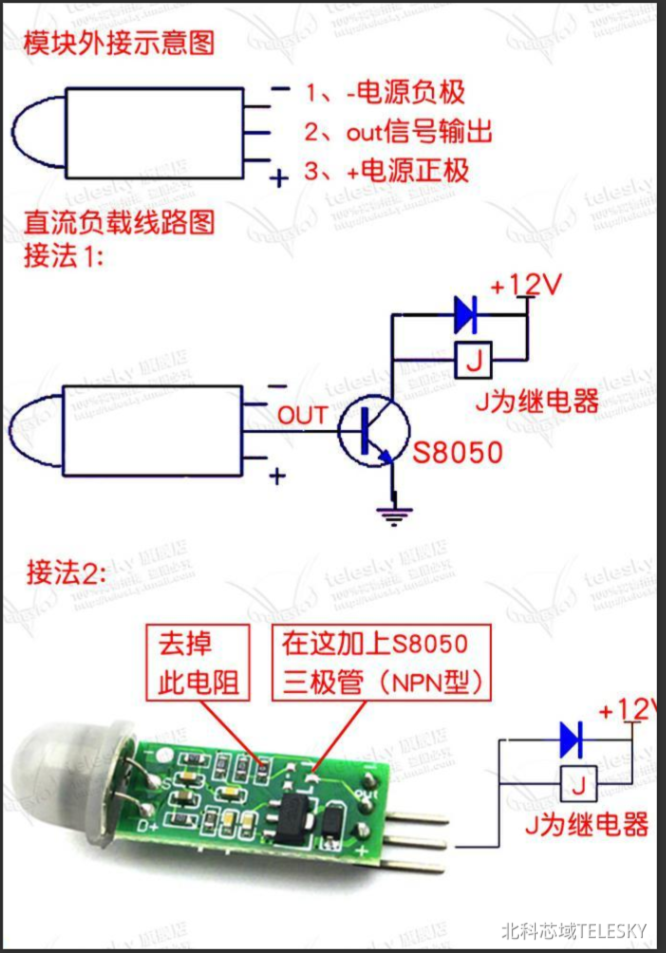 模块外接示意图
—
1、-电源负极
2、out信号输出
3、+电源正极
+
直流负载线路图
接法1:
+12V
J
J为继电器
—
OUT
S8050
+
接法2:
去掉
此电阻
在这加上S8050
三极管（NPN型）
+12V
J
J为继电器
D+
S
+
北科芯域TELESKY
telesky 旗舰店